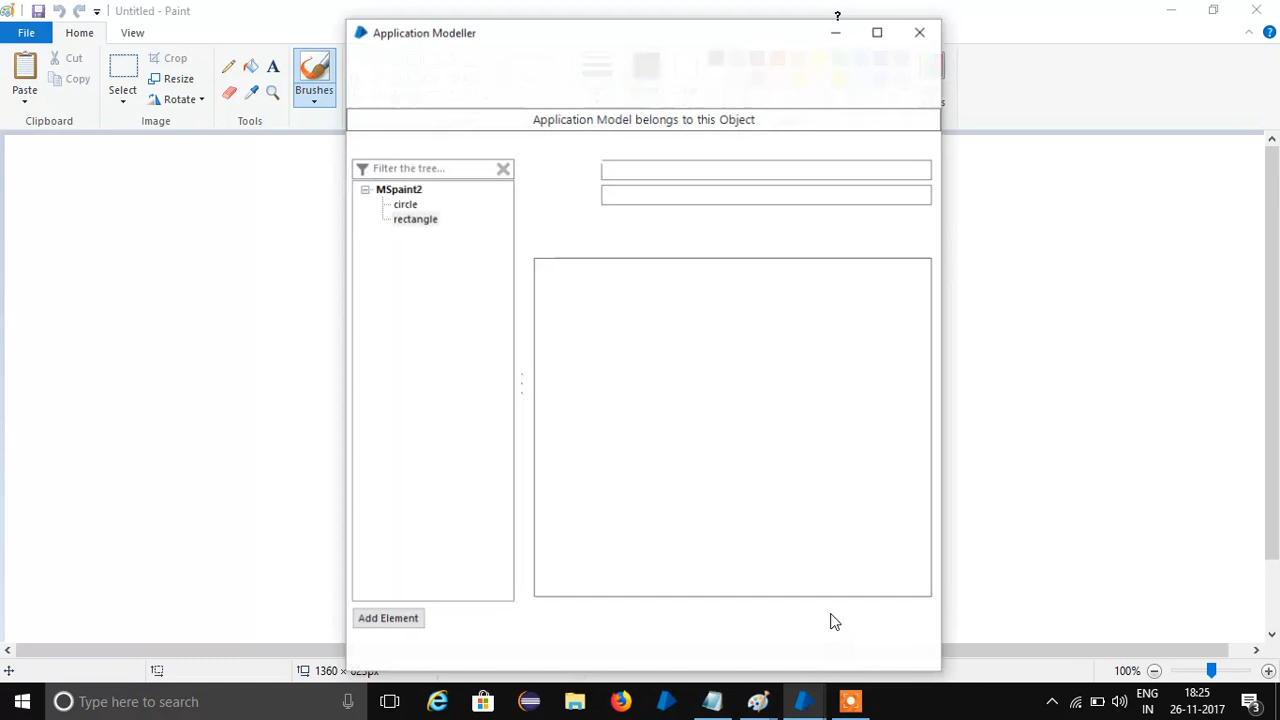 Untitled - Paint
File
Home
View
Paste
Cut
Copy
Clipboard
Select
Crop
Resize
Rotate
Image
A
Tools
Brushes
?
Application Modeller
Application Model belongs to this Object
Filter the tree...
MSpaint2
circle
rectangle
Add Element
100%
Type here to search
ENG
IN
18:25
26-11-2017
3